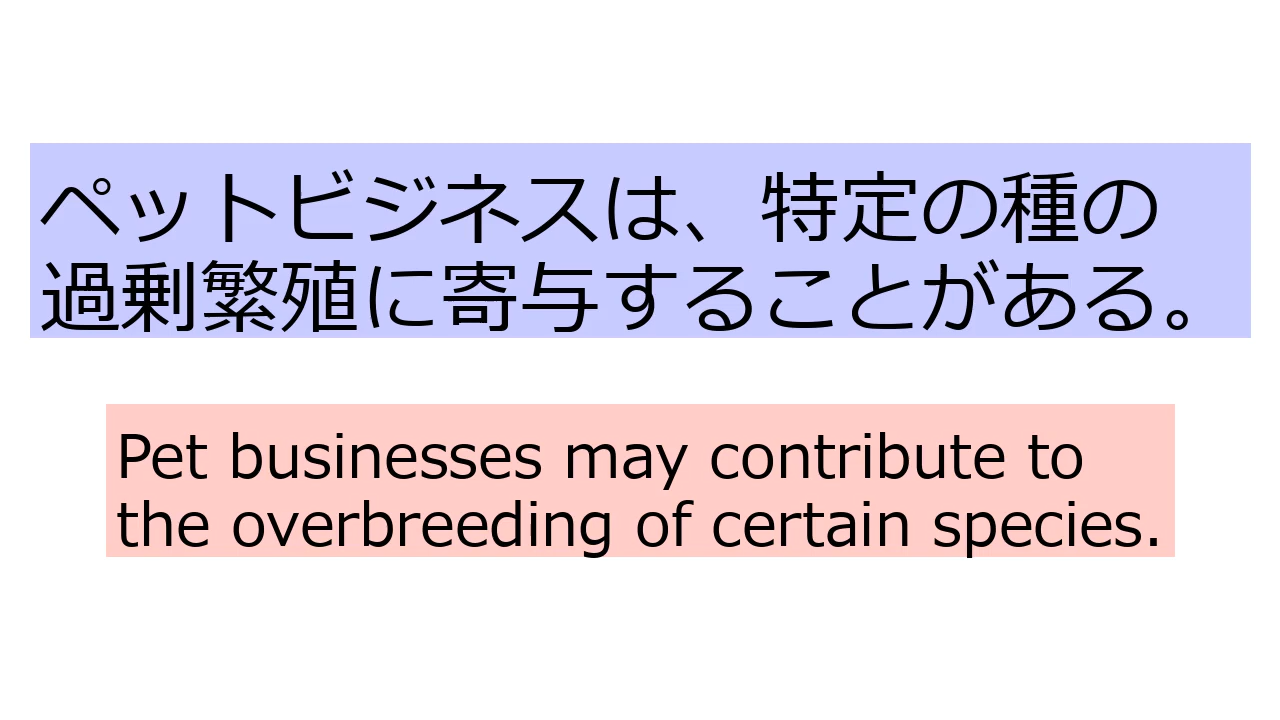 ペットビジネスは、特定の種の
過剰繁殖に寄与することがある。
Pet businesses may contribute to
the overbreeding of certain species.